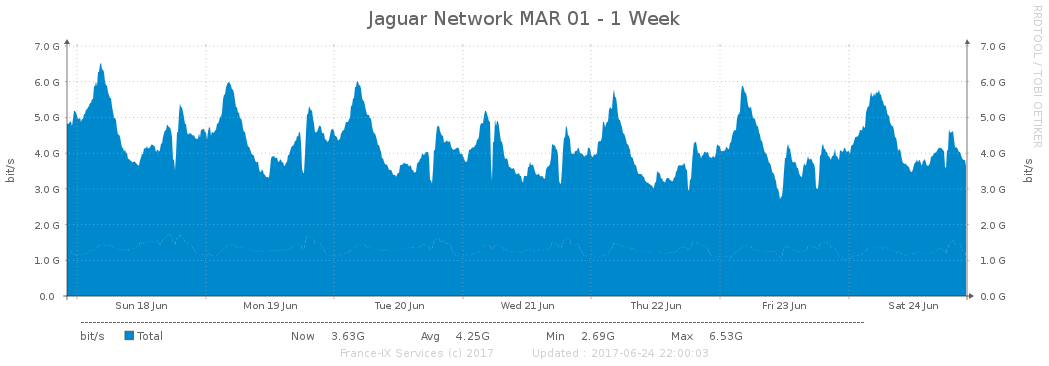 Jaguar Network MAR 01 - 1 Week
7.0 G 7.0 G
6.0 G 6.0 G
5.0 G 5.0 G
4.0 G 4.0 G
3.0 G 3.0 G
2.0 G 2.0 G
1.0 G 1.0 G
0.0 0.0 G
bit/s
bit/s
RRDTOOL / TOBI OETIKER
Sun 18 Jun Mon 19 Jun Tue 20 Jun Wed 21 Jun Thu 22 Jun Fri 23 Jun Sat 24 Jun
bit/s Total Now 3.63G Avg 4.25G Min 2.69G Max 6.53G
France-IX Services (c) 2017 Updated : 2017-06-24 22:00:03